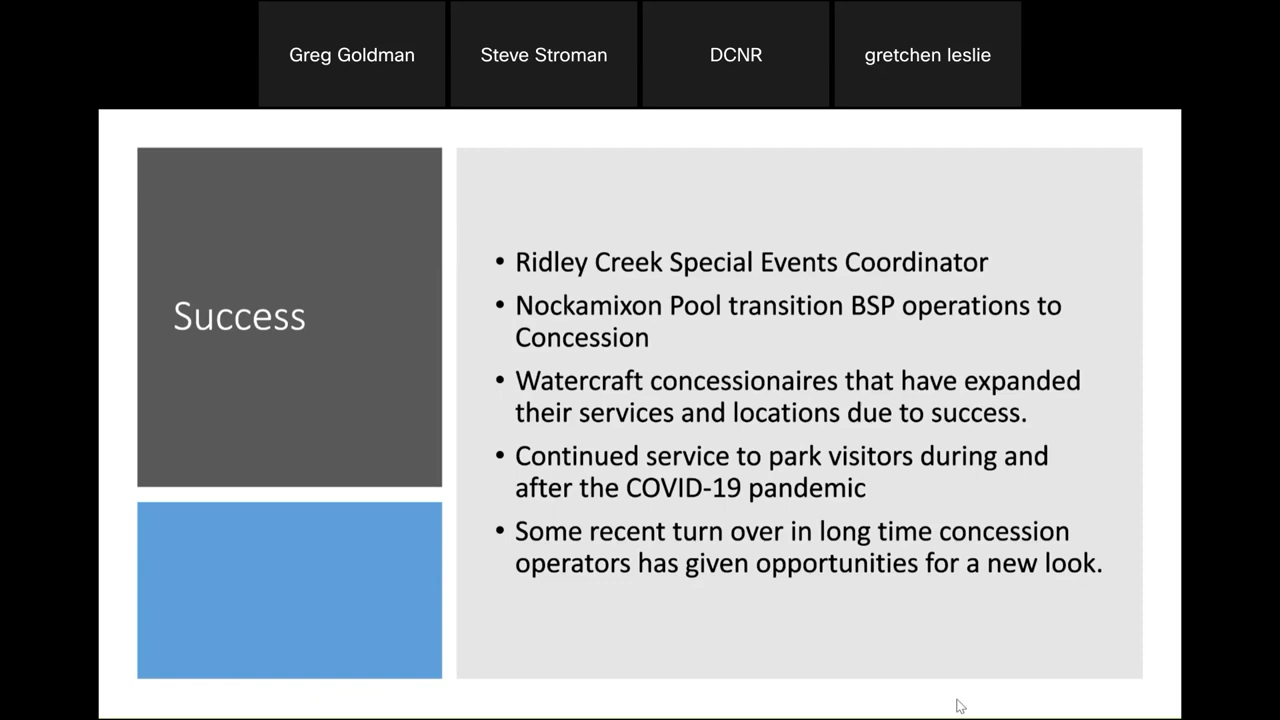 Greg Goldman
Steve Stroman
DCNR
gretchen leslie
Success
• Ridley Creek Special Events Coordinator
• Nockamixon Pool transition BSP operations to
Concession
• Watercraft concessionaires that have expanded
their services and locations due to success.
• Continued service to park visitors during and
after the COVID-19 pandemic
• Some recent turn over in long time concession
operators has given opportunities for a new look.